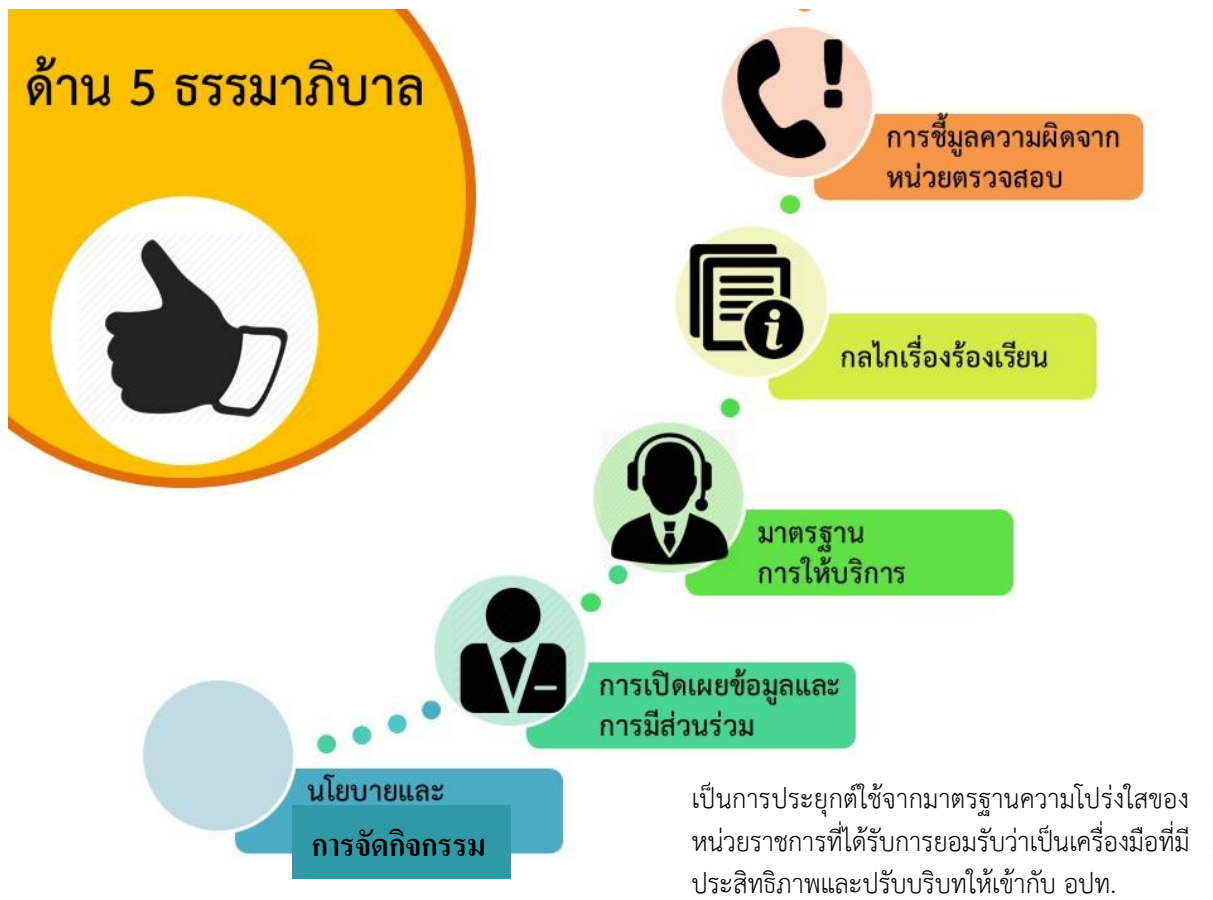 ด้าน 5 ธรรมาภิบาล
การชี้มูลความผิดจาก
หน่วยตรวจสอบ
กลไกเรื่องร้องเรียน
มาตรฐาน
การให้บริการ
การเปิดเผยข้อมูลและ
การมีส่วนร่วม
นโยบายและ
การจัดกิจกรรม
เป็นการประยุกต์ใช้จากมาตรฐานความโปร่งใสของ
หน่วยราชการที่ได้รับการยอมรับว่าเป็นเครื่องมือที่มี
ประสิทธิภาพและปรับบริบทให้เข้ากับ อปท.